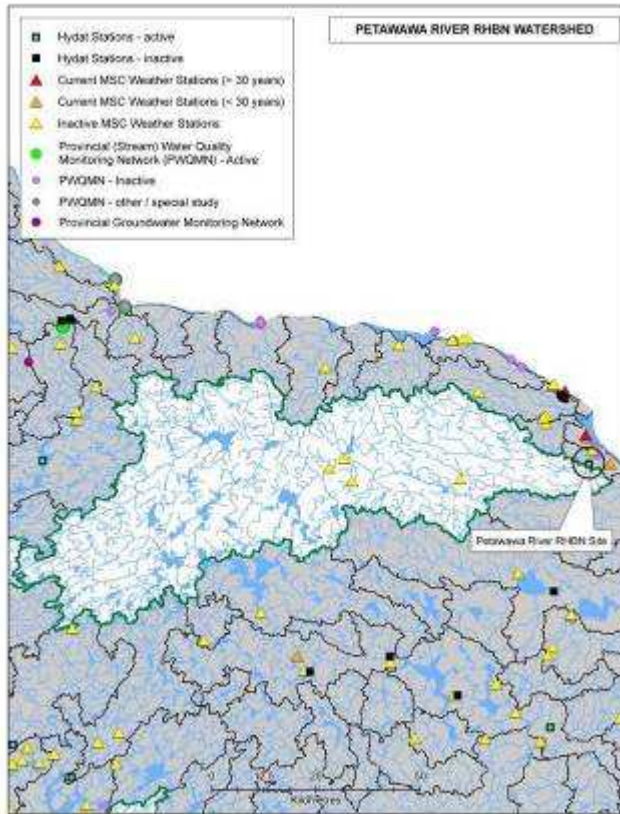 PETAWAWA RIVER RHBN WATERSHED
Hydat Stations - active
Hydat Stations - inactive
Current MSC Weather Stations (> 30 years)
Current MSC Weather Stations (< 30 years)
Inactive MSC Weather Stations
Provincial (Stream) Water Quality
Monitoring Network (PWQMN) - Active
PWQMN - Inactive
PWQMN - other / special study
Provincial Groundwater Monitoring Network
Petawawa River RHBN Site
0
Kilometres